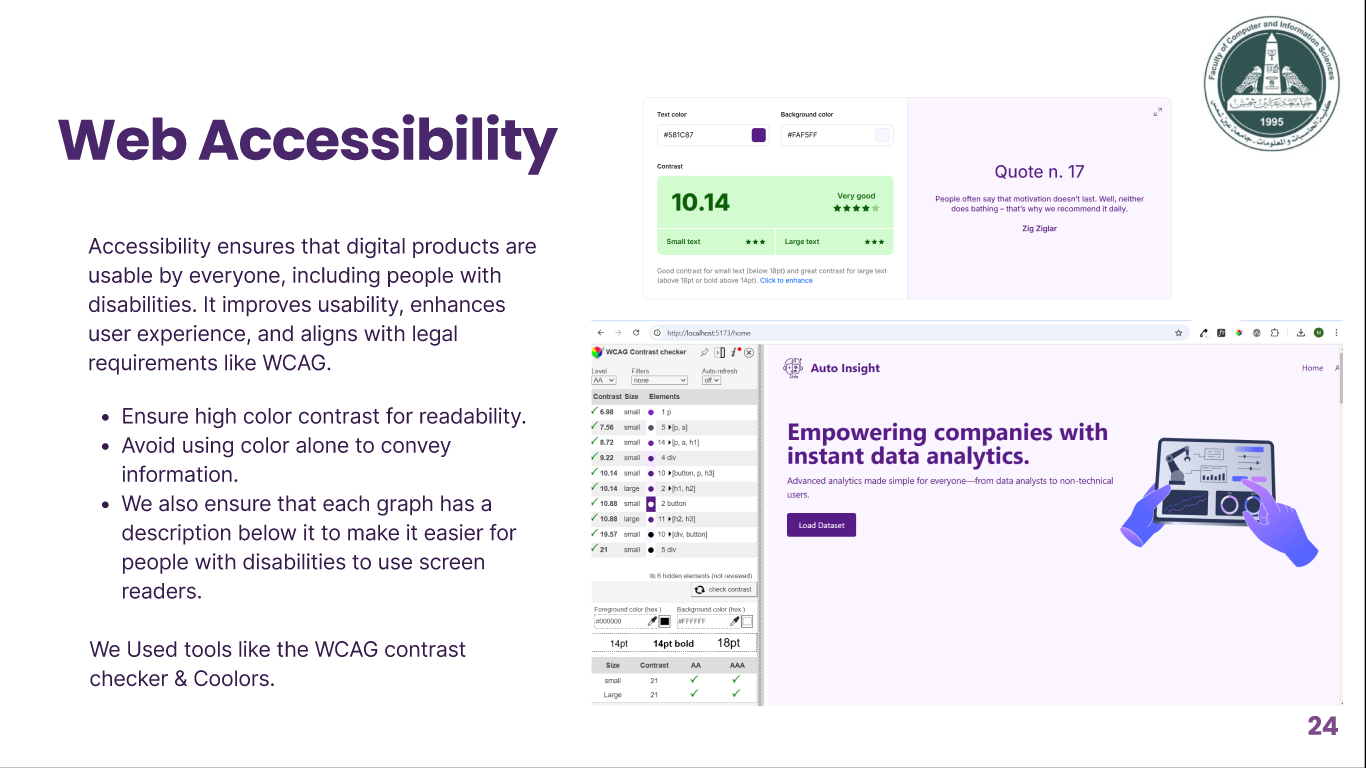 Faculty of Computer and Information Sciences
1995
Web Accessibility
Accessibility ensures that digital products are
usable by everyone, including people with
disabilities. It improves usability, enhances
user experience, and aligns with legal
requirements like WCAG.
• Ensure high color contrast for readability.
• Avoid using color alone to convey
information.
• We also ensure that each graph has a
description below it to make it easier for
people with disabilities to use screen
readers.
We Used tools like the WCAG contrast
checker & Coolors.
Text color
Background color
#581C87
#FAF5FF
Contrast
10.14
Very good
Small text
Large text
Good contrast for small text (below 18pt) and great contrast for large text
(above 18pt or bold above 14pt). Click to enhance
Quote n. 17
People often say that motivation doesn't last. Well, neither
does bathing – that's why we recommend it daily.
Zig Ziglar
http://localhost:5173/home
M
WCAG Contrast checker
Level Filters Auto-refresh
AA none off
Contrast Size Elements
6.98 small 1 p
7.56 small 5 [p, a]
8.72 small 14 [p, a, h1]
9.22 small 4 div
10.14 small 10 [button, p, h3]
10.14 large 2 [h1, h2]
10.88 small 2 button
10.88 large 11 [h2, h3]
19.57 small 10 [div, button]
21 small 5 div
6 hidden elements (not reviewed)
check contrast
Foreground color (hex.) Background color (hex.)
#000000 #FFFFFF
14pt 14pt bold 18pt
Size Contrast AA AAA
small 21 ✓ ✓
Large 21 ✓ ✓
Auto Insight
Home A
Empowering companies with
instant data analytics.
Advanced analytics made simple for everyone—from data analysts to non-technical
users.
Load Dataset
24